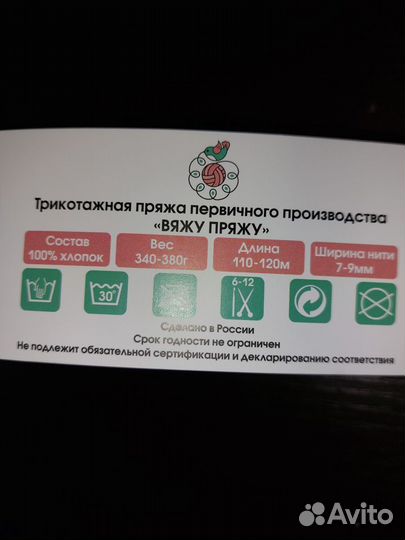 Трикотажная пряжа первичного производства
«ВЯЖУ ПРЯЖУ»
Состав
100% хлопок
Вес
340-380г
Длина
110-120м
Ширина нити
7-9мм
30°
6-12
Сделано в России
Срок годности не ограничен
Не подлежит обязательной сертификации и декларированию соответствия
Avito